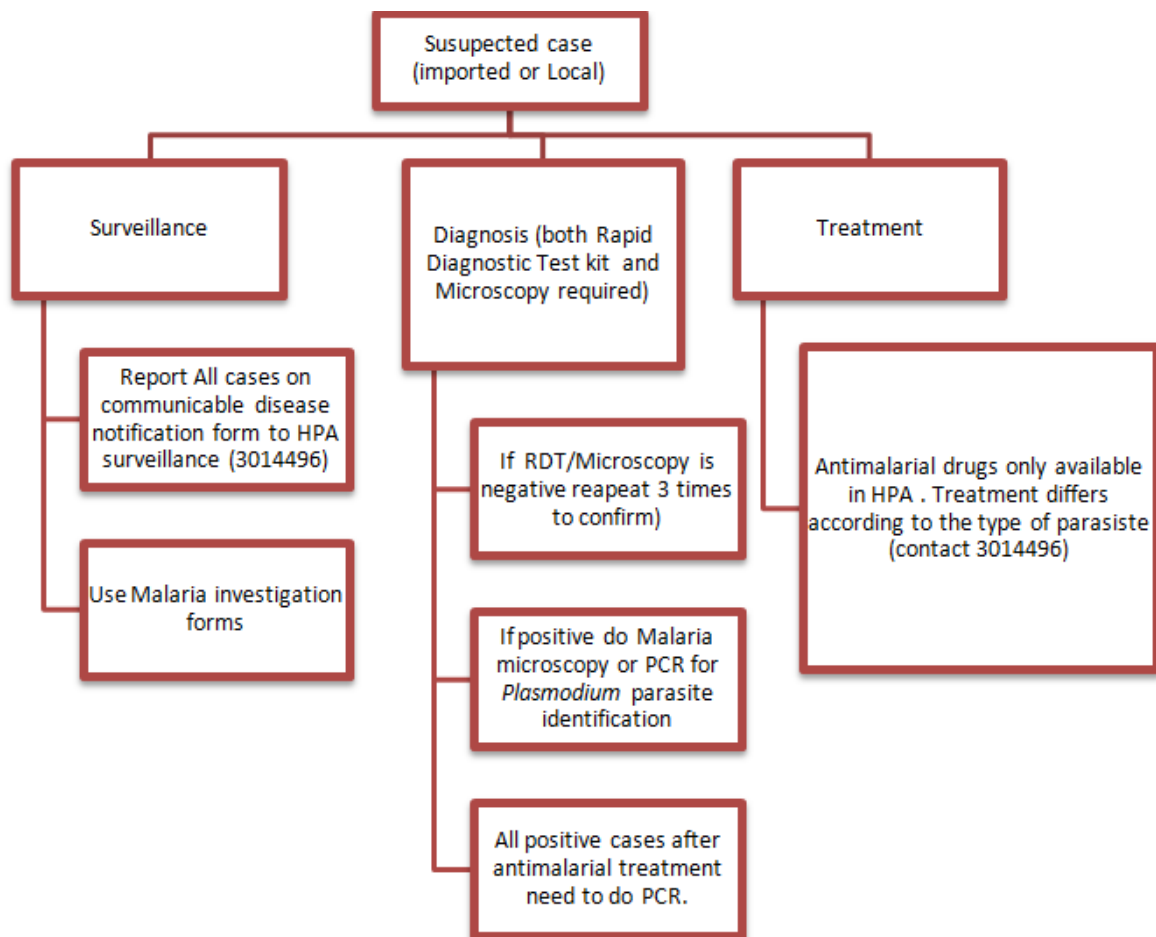 Susupected case
(imported or Local)
Surveillance
Diagnosis (both Rapid
Diagnostic Test kit and
Microscopy required)
Treatment
Report All cases on
communicable disease
notification form to HPA
surveillance (3014496)
Use Malaria investigation
forms
If RDT/Microscopy is
negative reapeat 3 times
to confirm)
If positive do Malaria
microscopy or PCR for
Plasmodium parasite
identification
All positive cases after
antimalarial treatment
need to do PCR.
Antimalarial drugs only available
in HPA . Treatment differs
according to the type of parasiste
(contact 3014496)